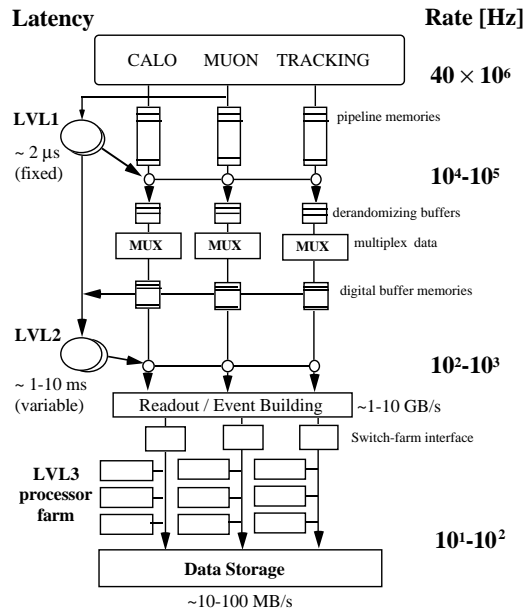 Latency
Rate [Hz]
CALO MUON TRACKING
40 × 10⁶
LVL1
pipeline memories
~ 2 µs
(fixed)
10⁴-10⁵
derandomizing buffers
MUX MUX MUX
multiplex data
digital buffer memories
LVL2
10²-10³
~ 1-10 ms
(variable)
Readout / Event Building
~1-10 GB/s
Switch-farm interface
LVL3
processor
farm
10¹-10²
Data Storage
~10-100 MB/s